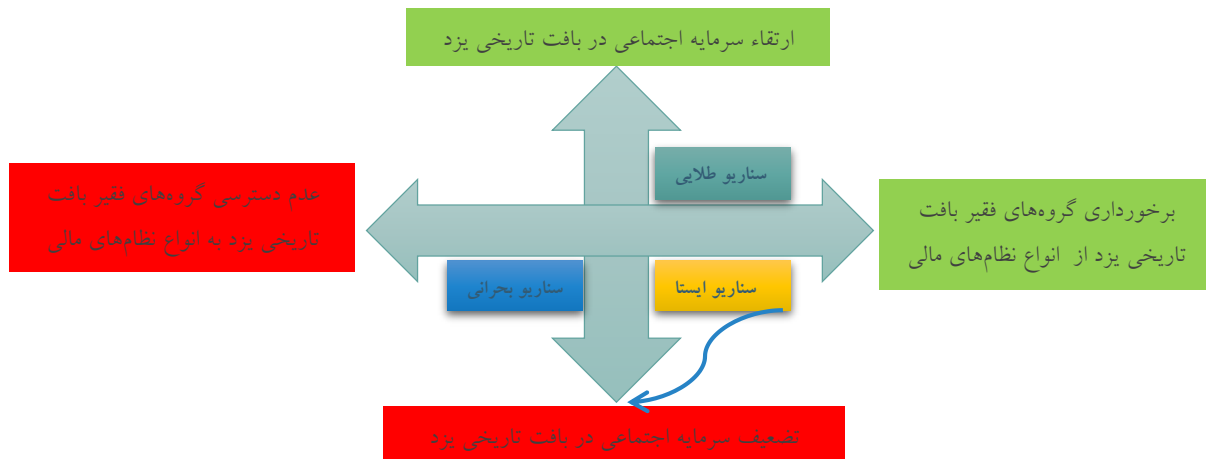 ارتقاء سرمایه اجتماعی در بافت تاریخی یزد
سناریو طلایی
برخورداری گروه‌های فقیر بافت
تاریخی یزد از انواع نظام‌های مالی
عدم دسترسی گروه‌های فقیر بافت
تاریخی یزد به انواع نظام‌های مالی
سناریو ایستا
سناریو بحرانی
تضعیف سرمایه اجتماعی در بافت تاریخی یزد